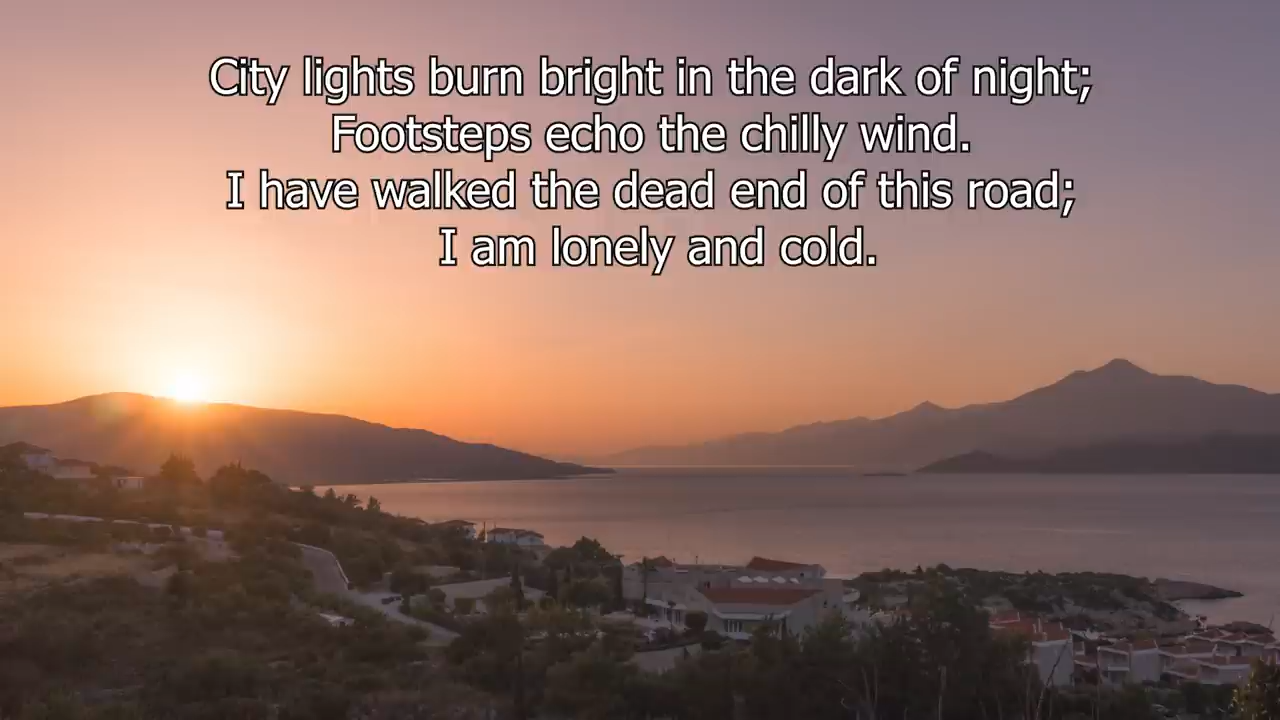 City lights burn bright in the dark of night;
Footsteps echo the chilly wind.
I have walked the dead end of this road;
I am lonely and cold.